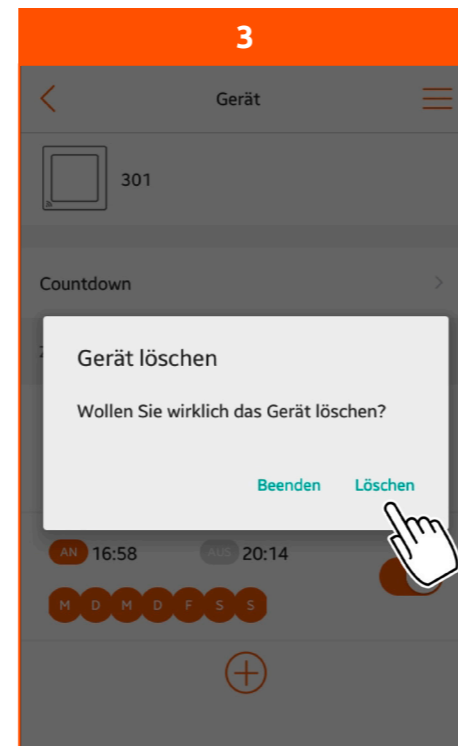 3
Gerät
301
Countdown
Gerät löschen
Wollen Sie wirklich das Gerät löschen?
Beenden Löschen
AN 16:58 AUS 20:14
M D M D F S S